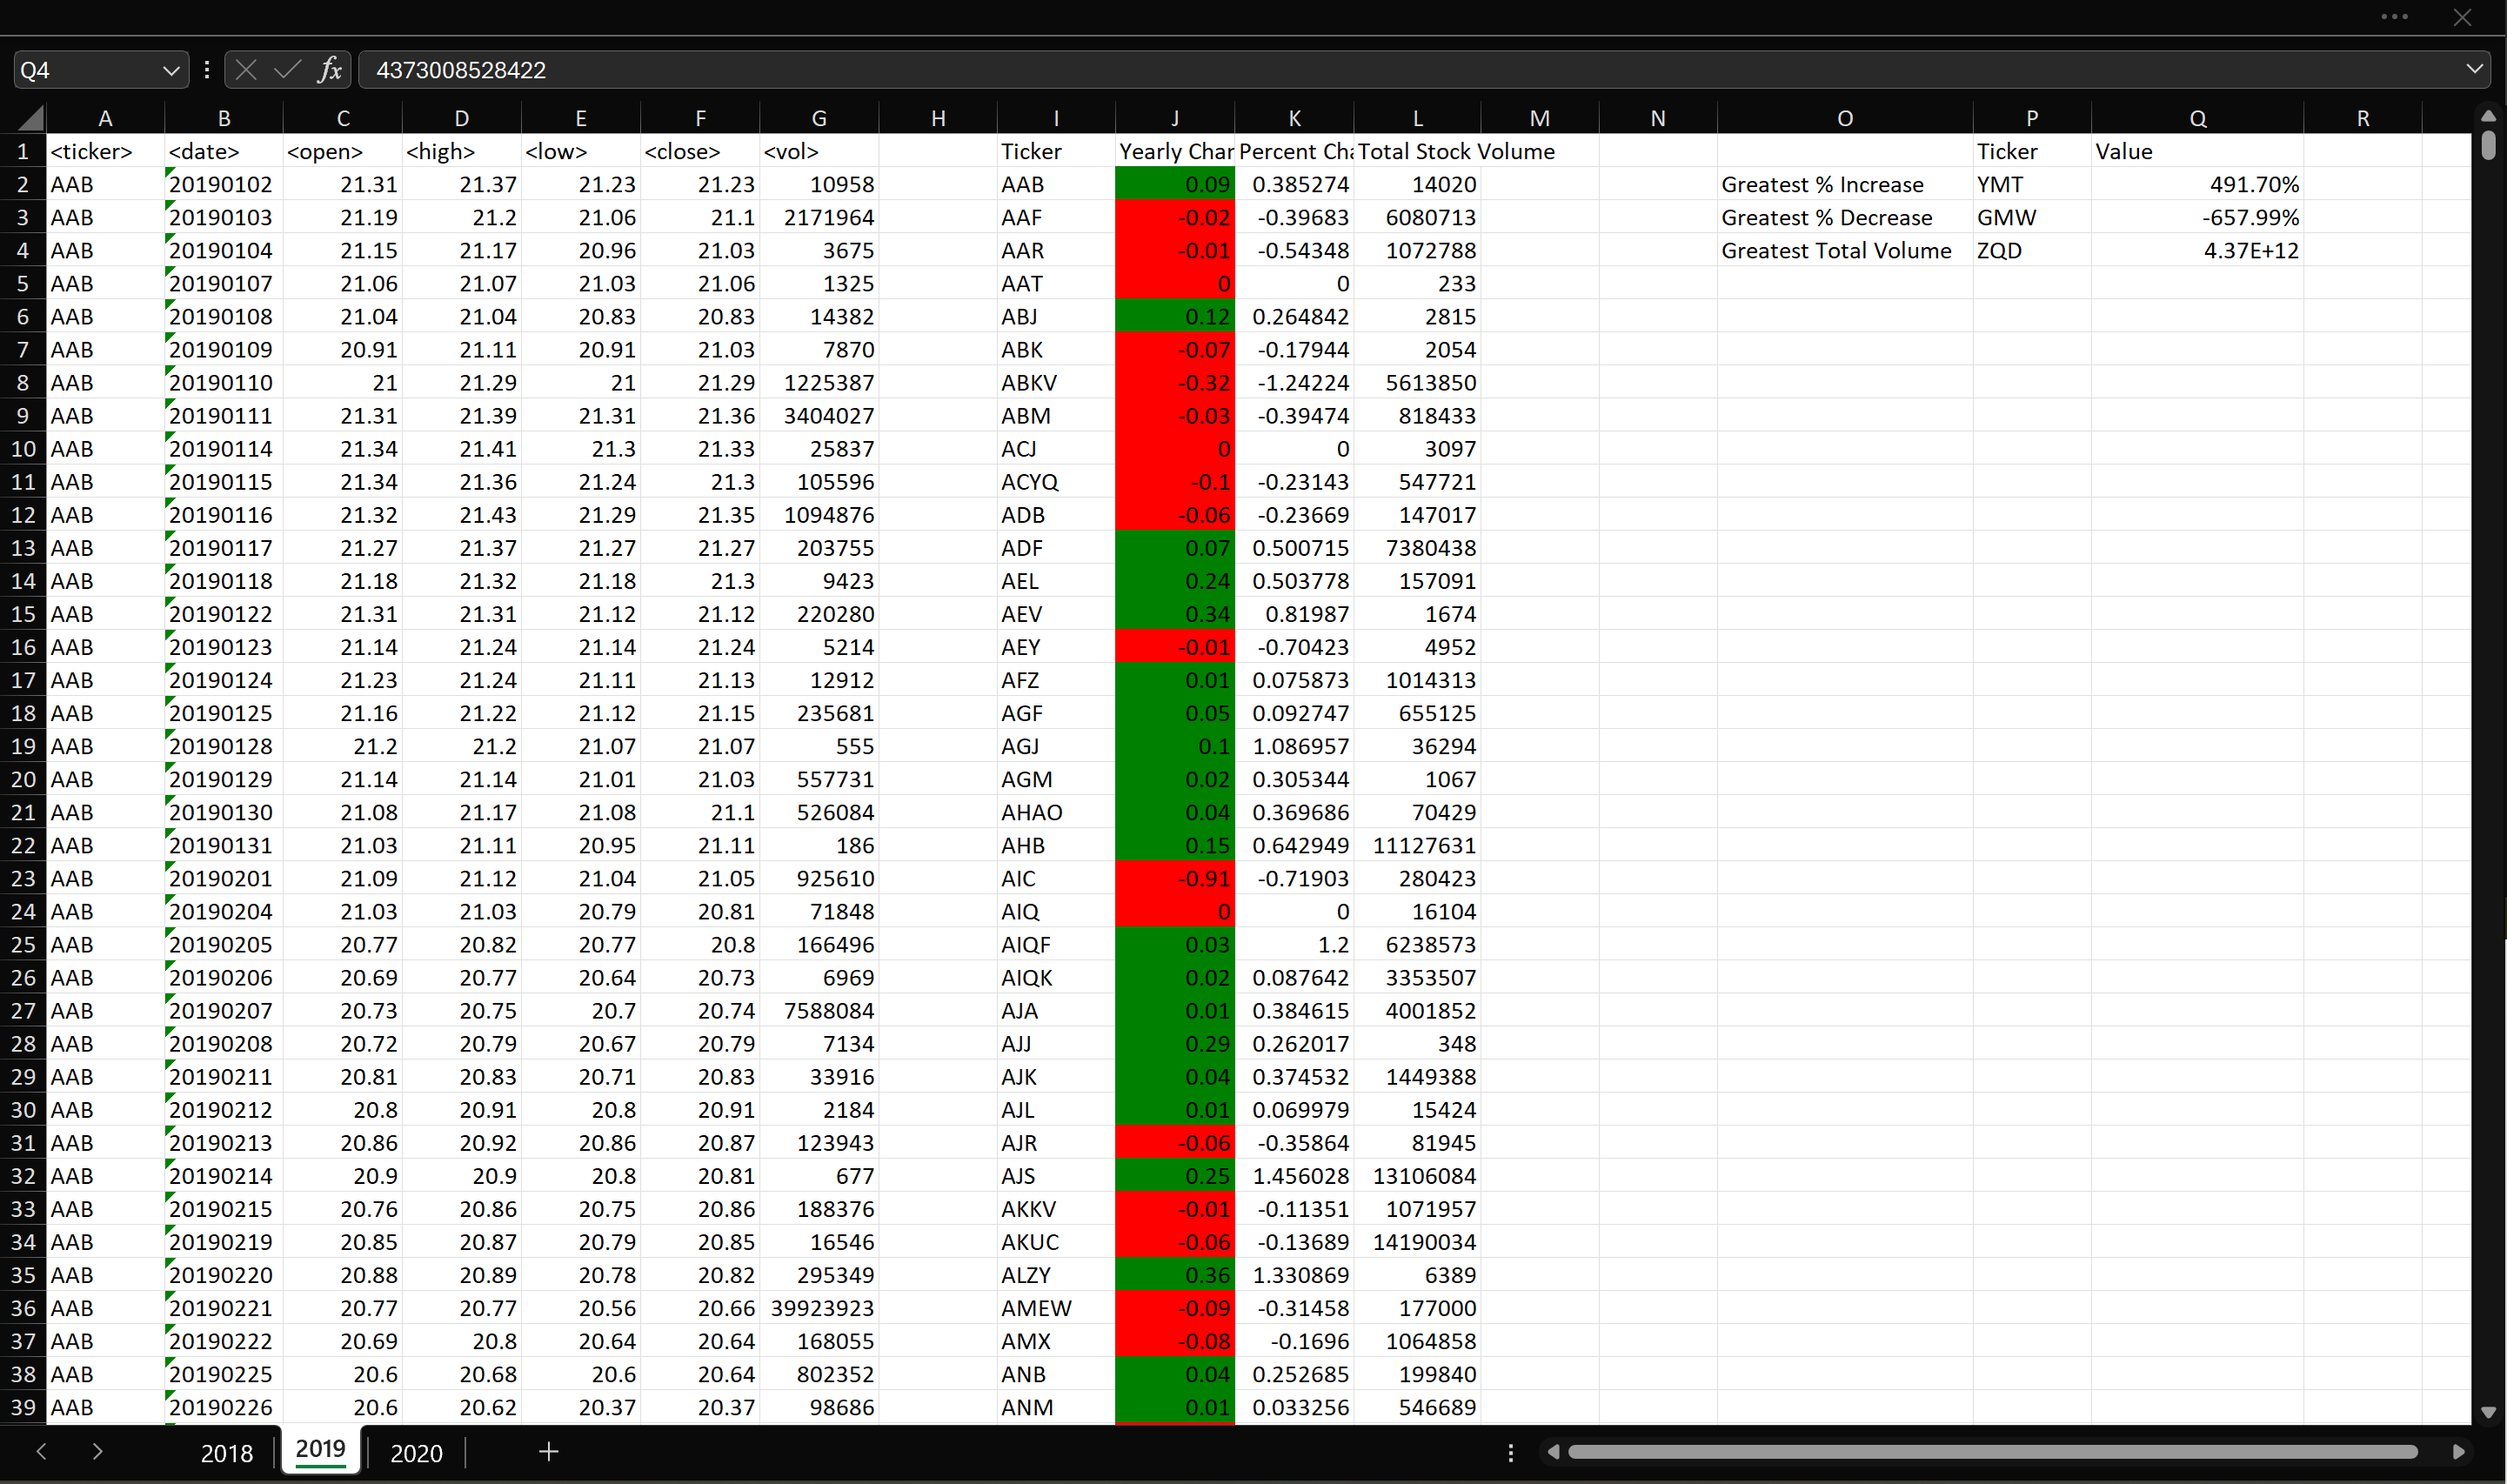 Q4 fx 4373008528422
A B C D E F G H I J K L M N O P Q R
1 <ticker> <date> <open> <high> <low> <close> <vol> Ticker Yearly Chan Percent Cha Total Stock Volume Ticker Value
2 AAB 20190102 21.31 21.37 21.23 21.23 10958 AAB 0.09 0.385274 14020 Greatest % Increase YMT 491.70%
3 AAB 20190103 21.19 21.2 21.06 21.1 2171964 AAF -0.02 -0.39683 6080713 Greatest % Decrease GMW -657.99%
4 AAB 20190104 21.15 21.17 20.96 21.03 3675 AAR -0.01 -0.54348 1072788 Greatest Total Volume ZQD 4.37E+12
5 AAB 20190107 21.06 21.07 21.03 21.06 1325 AAT 0 0 233
6 AAB 20190108 21.04 21.04 20.83 20.83 14382 ABJ 0.12 0.264842 2815
7 AAB 20190109 20.91 21.11 20.91 21.03 7870 ABK -0.07 -0.17944 2054
8 AAB 20190110 21 21.29 21 21.29 1225387 ABKV -0.32 -1.24224 5613850
9 AAB 20190111 21.31 21.39 21.31 21.36 3404027 ABM -0.03 -0.39474 818433
10 AAB 20190114 21.34 21.41 21.3 21.33 25837 ACJ 0 0 3097
11 AAB 20190115 21.34 21.36 21.24 21.3 105596 ACYQ -0.1 -0.23143 547721
12 AAB 20190116 21.32 21.43 21.29 21.35 1094876 ADB -0.06 -0.23669 147017
13 AAB 20190117 21.27 21.37 21.27 21.27 203755 ADF 0.07 0.500715 7380438
14 AAB 20190118 21.18 21.32 21.18 21.3 9423 AEL 0.24 0.503778 157091
15 AAB 20190122 21.31 21.31 21.12 21.12 220280 AEV 0.34 0.81987 1674
16 AAB 20190123 21.14 21.24 21.14 21.24 5214 AEY -0.01 -0.70423 4952
17 AAB 20190124 21.23 21.24 21.11 21.13 12912 AFZ 0.01 0.075873 1014313
18 AAB 20190125 21.16 21.22 21.12 21.15 235681 AGF 0.05 0.092747 655125
19 AAB 20190128 21.2 21.2 21.07 21.07 555 AGJ 0.1 1.086957 36294
20 AAB 20190129 21.14 21.14 21.01 21.03 557731 AGM 0.02 0.305344 1067
21 AAB 20190130 21.08 21.17 21.08 21.1 526084 AHAO 0.04 0.369686 70429
22 AAB 20190131 21.03 21.11 20.95 21.11 186 AHB 0.15 0.642949 11127631
23 AAB 20190201 21.09 21.12 21.04 21.05 925610 AIC -0.91 -0.71903 280423
24 AAB 20190204 21.03 21.03 20.79 20.81 71848 AIQ 0 0 16104
25 AAB 20190205 20.77 20.82 20.77 20.8 166496 AIQF 0.03 1.2 6238573
26 AAB 20190206 20.69 20.77 20.64 20.73 6969 AIQK 0.02 0.087642 3353507
27 AAB 20190207 20.73 20.75 20.7 20.74 7588084 AJA 0.01 0.384615 4001852
28 AAB 20190208 20.72 20.79 20.67 20.79 7134 AJJ 0.29 0.262017 348
29 AAB 20190211 20.81 20.83 20.71 20.83 33916 AJK 0.04 0.374532 1449388
30 AAB 20190212 20.8 20.91 20.8 20.91 2184 AJL 0.01 0.069979 15424
31 AAB 20190213 20.86 20.92 20.86 20.87 123943 AJR -0.06 -0.35864 81945
32 AAB 20190214 20.9 20.9 20.8 20.81 677 AJS 0.25 1.456028 13106084
33 AAB 20190215 20.76 20.86 20.75 20.86 188376 AKKV -0.01 -0.11351 1071957
34 AAB 20190219 20.85 20.87 20.79 20.85 16546 AKUC -0.06 -0.13689 14190034
35 AAB 20190220 20.88 20.89 20.78 20.82 295349 ALZY 0.36 1.330869 6389
36 AAB 20190221 20.77 20.77 20.56 20.66 39923923 AMEW -0.09 -0.31458 177000
37 AAB 20190222 20.69 20.8 20.64 20.64 168055 AMX -0.08 -0.1696 1064858
38 AAB 20190225 20.6 20.68 20.6 20.64 802352 ANB 0.04 0.252685 199840
39 AAB 20190226 20.6 20.62 20.37 20.37 98686 ANM 0.01 0.033256 546689
2018 2019 2020